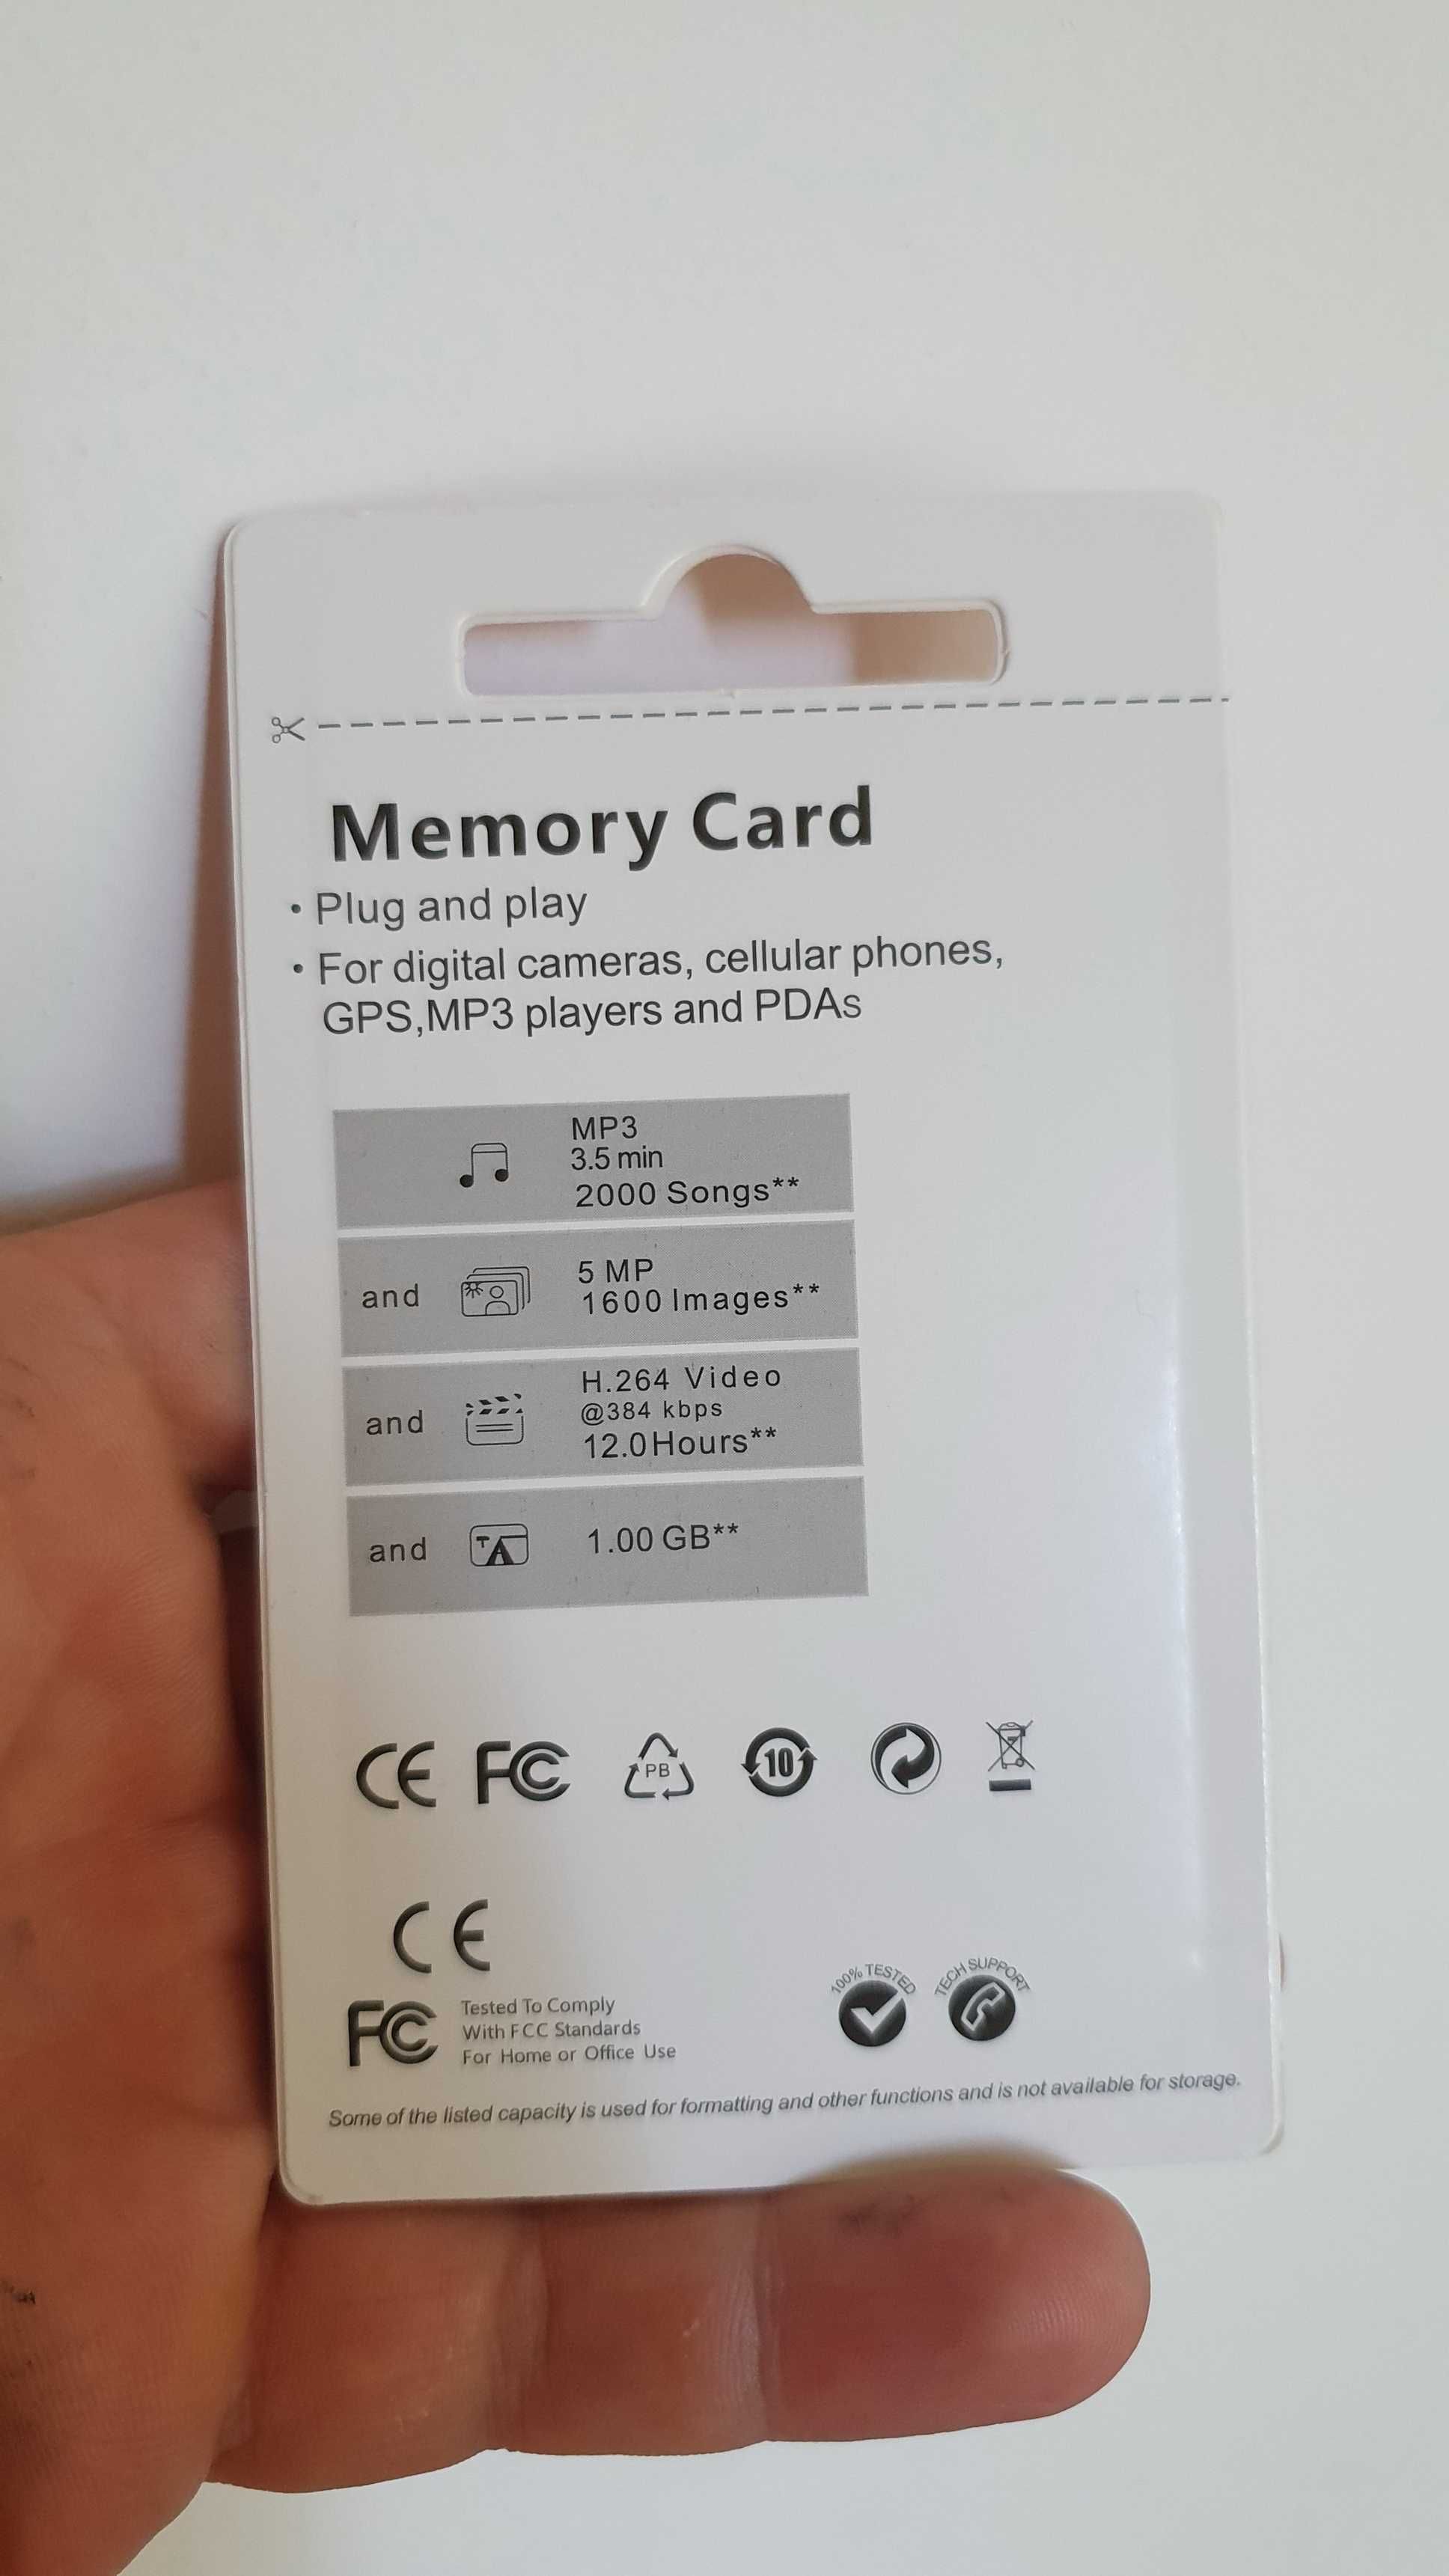 Memory Card
• Plug and play
• For digital cameras, cellular phones,
GPS,MP3 players and PDAs
MP3
3.5 min
2000 Songs**
and
5 MP
1600 Images**
and
H.264 Video
@384 kbps
12.0Hours**
and
TA
1.00 GB**
CE FC PB 10
CE
FC
Tested To Comply
With FCC Standards
For Home or Office Use
100% TESTED
TECH SUPPORT
Some of the listed capacity is used for formatting and other functions and is not available for storage.